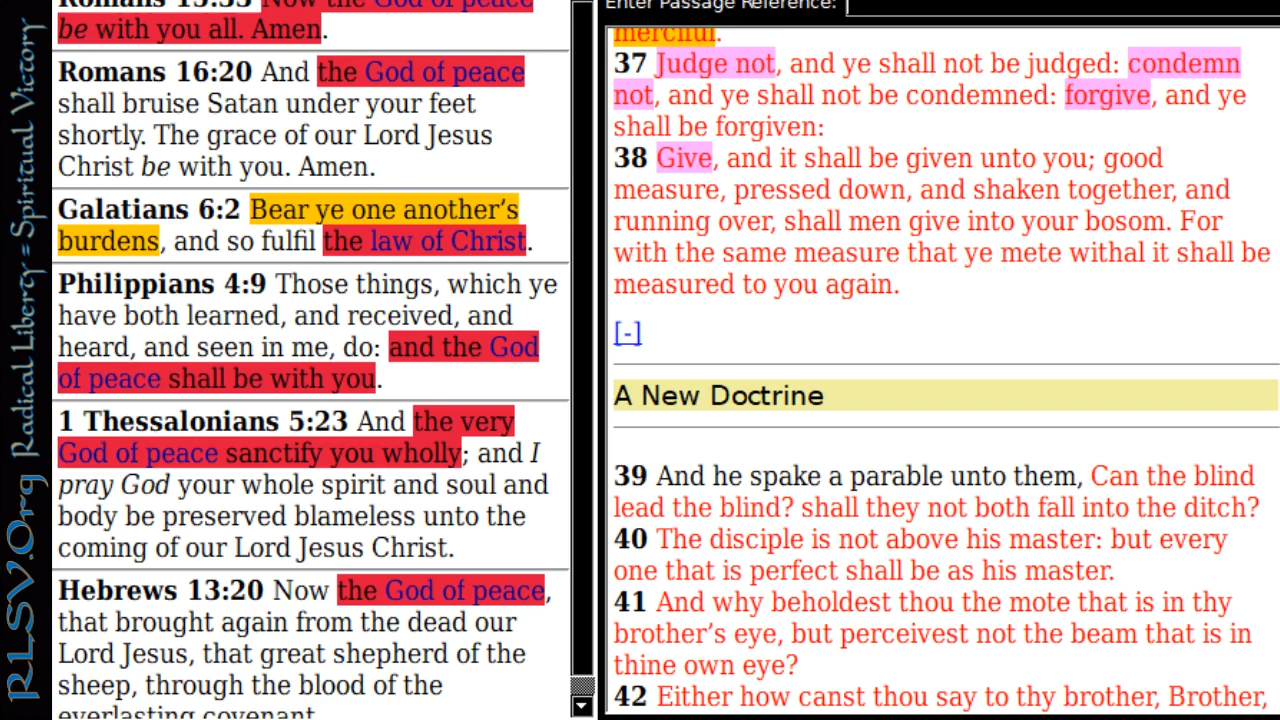 RLSV.Org Radical Liberty = Spiritual Victory
Romans 15:33 Now the God of peace
be with you all. Amen.
Romans 16:20 And the God of peace
shall bruise Satan under your feet
shortly. The grace of our Lord Jesus
Christ be with you. Amen.
Galatians 6:2 Bear ye one another’s
burdens, and so fulfil the law of Christ.
Philippians 4:9 Those things, which ye
have both learned, and received, and
heard, and seen in me, do: and the God
of peace shall be with you.
1 Thessalonians 5:23 And the very
God of peace sanctify you wholly; and I
pray God your whole spirit and soul and
body be preserved blameless unto the
coming of our Lord Jesus Christ.
Hebrews 13:20 Now the God of peace,
that brought again from the dead our
Lord Jesus, that great shepherd of the
sheep, through the blood of the
everlasting covenant
Enter Passage Reference:
merciful.
37 Judge not, and ye shall not be judged: condemn
not, and ye shall not be condemned: forgive, and ye
shall be forgiven:
38 Give, and it shall be given unto you; good
measure, pressed down, and shaken together, and
running over, shall men give into your bosom. For
with the same measure that ye mete withal it shall be
measured to you again.
[-]
A New Doctrine
39 And he spake a parable unto them, Can the blind
lead the blind? shall they not both fall into the ditch?
40 The disciple is not above his master: but every
one that is perfect shall be as his master.
41 And why beholdest thou the mote that is in thy
brother’s eye, but perceivest not the beam that is in
thine own eye?
42 Either how canst thou say to thy brother, Brother,